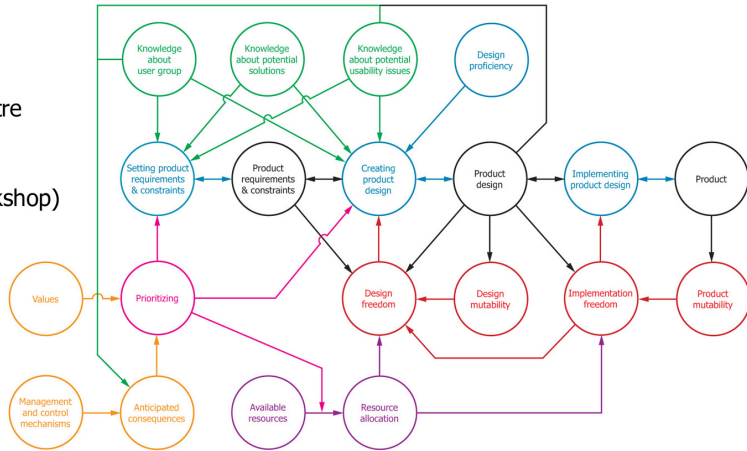 Knowledge
about
user group
Knowledge
about potential
solutions
Knowledge
about potential
usability issues
Design
proficiency
Setting product
requirements
& constraints
Product
requirements
& constraints
Creating
product
design
Product
design
Implementing
product design
Product
Values
Prioritizing
Design
freedom
Design
mutability
Implementation
freedom
Product
mutability
Management
and control
mechanisms
Anticipated
consequences
Available
resources
Resource
allocation